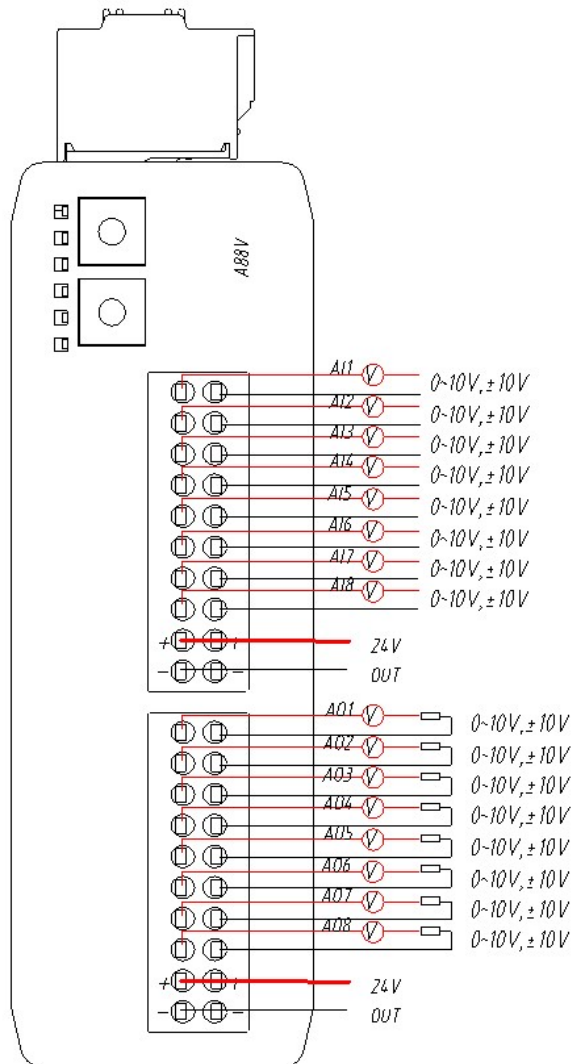 A88V
AI1 V 0~10V,±10V
AI2 V 0~10V,±10V
AI3 V 0~10V,±10V
AI4 V 0~10V,±10V
AI5 V 0~10V,±10V
AI6 V 0~10V,±10V
AI7 V 0~10V,±10V
AI8 V 0~10V,±10V
+ + 24V
- - OUT
AO1 V 0~10V,±10V
AO2 V 0~10V,±10V
AO3 V 0~10V,±10V
AO4 V 0~10V,±10V
AO5 V 0~10V,±10V
AO6 V 0~10V,±10V
AO7 V 0~10V,±10V
AO8 V 0~10V,±10V
+ + 24V
- - OUT